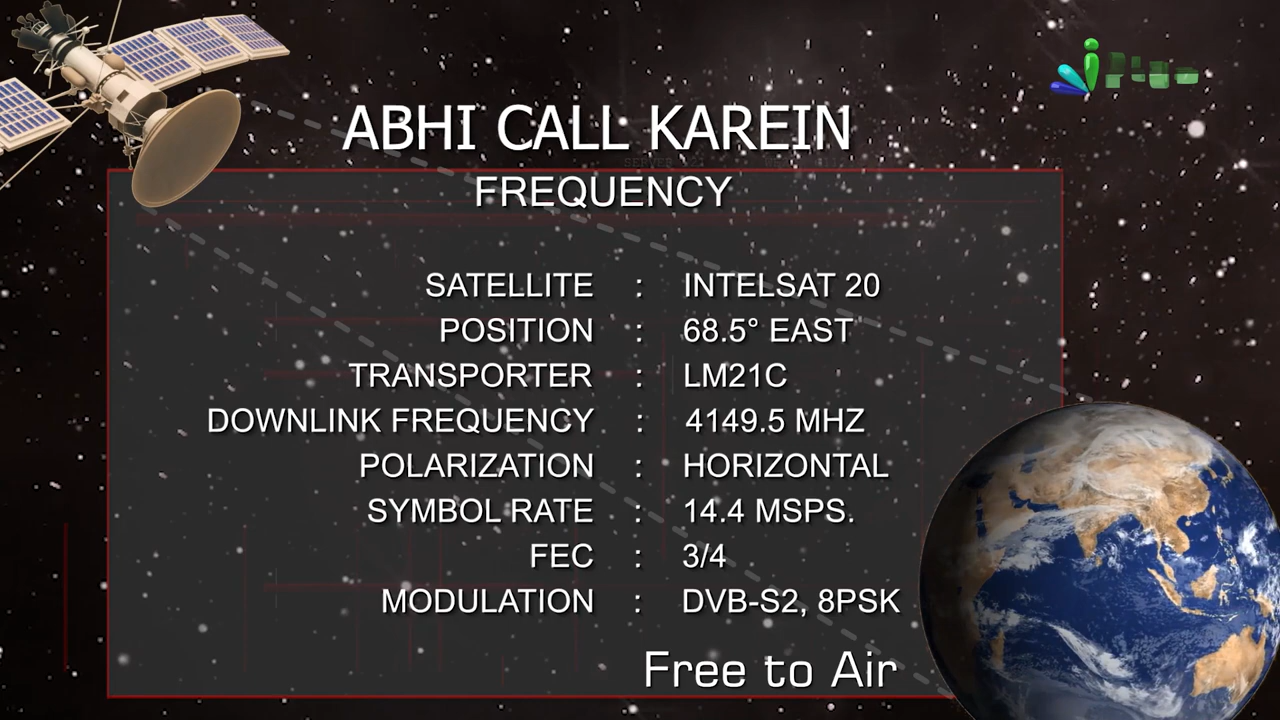 ABHI CALL KAREIN
FREQUENCY
SATELLITE : INTELSAT 20
POSITION : 68.5° EAST
TRANSPORTER : LM21C
DOWNLINK FREQUENCY : 4149.5 MHZ
POLARIZATION : HORIZONTAL
SYMBOL RATE : 14.4 MSPS.
FEC : 3/4
MODULATION : DVB-S2, 8PSK
Free to Air